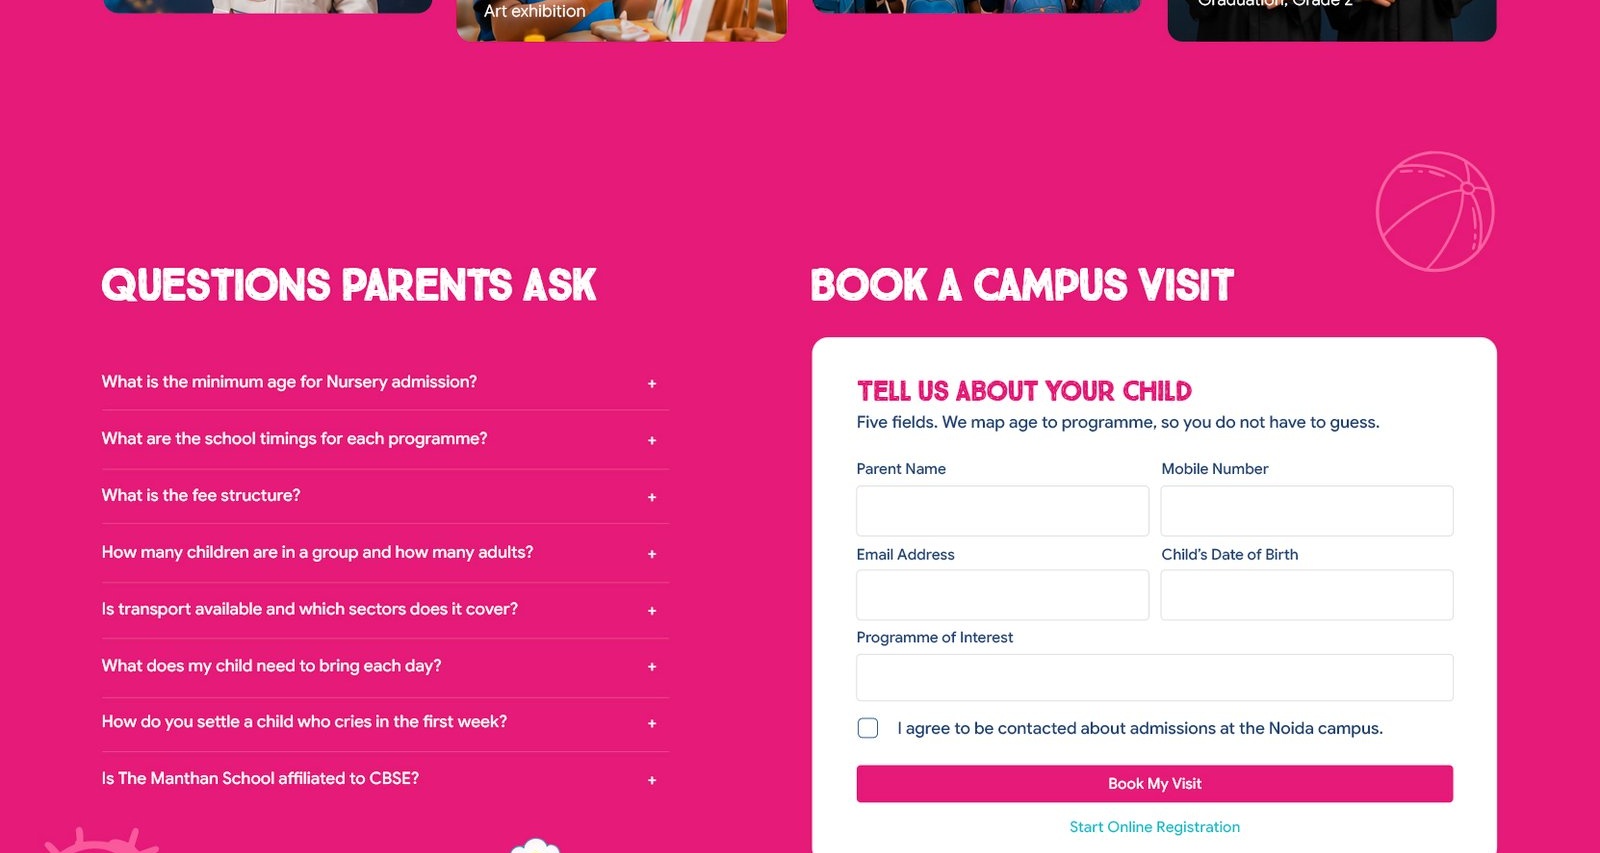 Art exhibition
Graduation, Grade 2
QUESTIONS PARENTS ASK
What is the minimum age for Nursery admission? +
What are the school timings for each programme? +
What is the fee structure? +
How many children are in a group and how many adults? +
Is transport available and which sectors does it cover? +
What does my child need to bring each day? +
How do you settle a child who cries in the first week? +
Is The Manthan School affiliated to CBSE? +
BOOK A CAMPUS VISIT
TELL US ABOUT YOUR CHILD
Five fields. We map age to programme, so you do not have to guess.
Parent Name
Mobile Number
Email Address
Child's Date of Birth
Programme of Interest
I agree to be contacted about admissions at the Noida campus.
Book My Visit
Start Online Registration